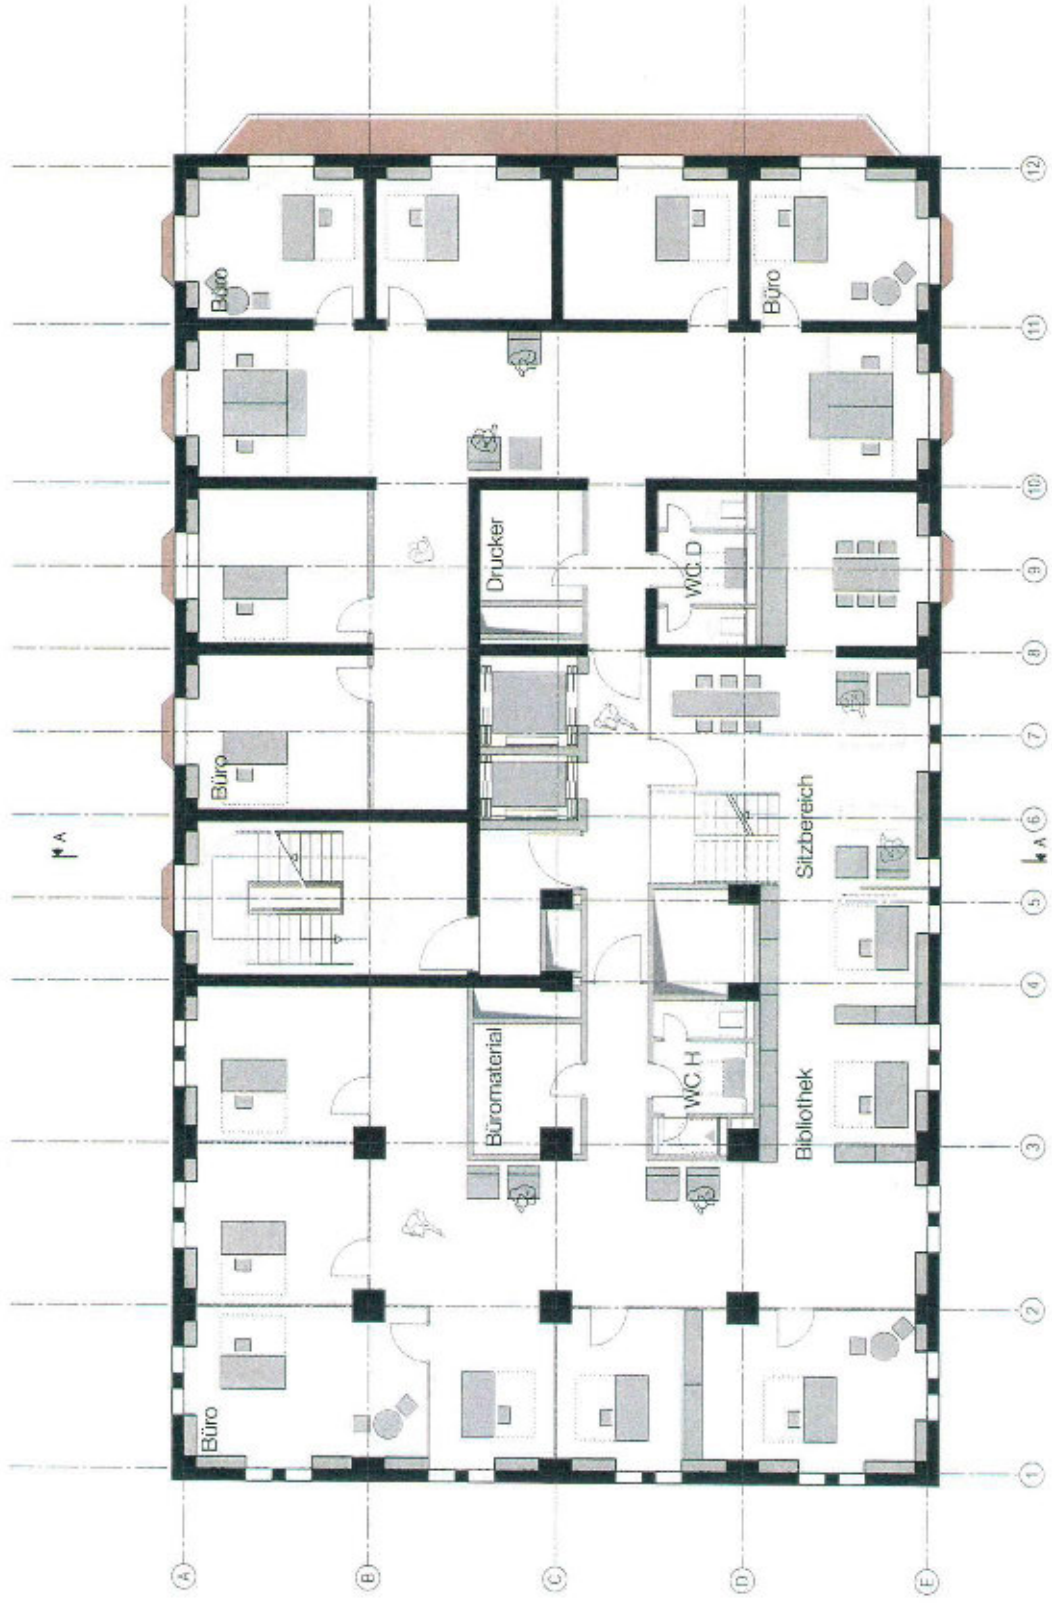 12
Büro
Büro
11
10
Drucker
WC.D
9
8
7
Büro
Sitzbereich
6
A
A
5
4
Büromaterial
WC.H
Bibliothek
3
2
Büro
1
A
B
C
D
E